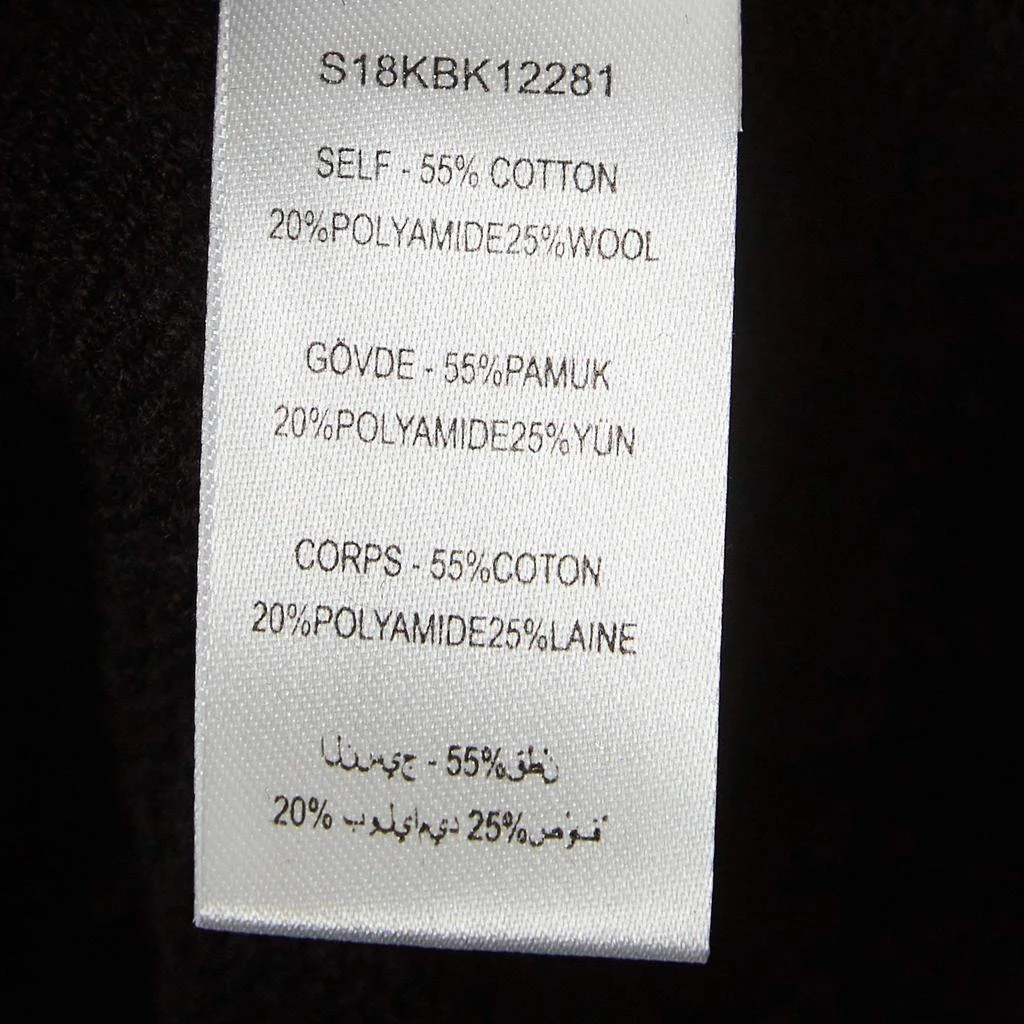 S18KBK12281
SELF - 55% COTTON
20%POLYAMIDE25%WOOL
GÖVDE - 55%PAMUK
20%POLYAMIDE25%YÜN
CORPS - 55%COTON
20%POLYAMIDE25%LAINE
النسيج - 55%
20% 25%